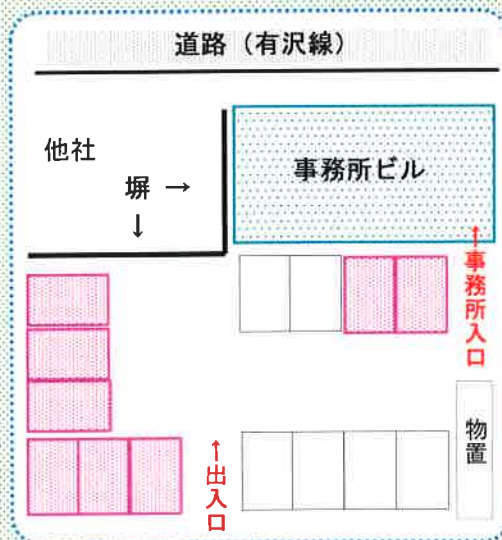 道路（有沢線）
他社
塀 →
↓
事務所ビル
↑事務所入口
物置
↑出入口